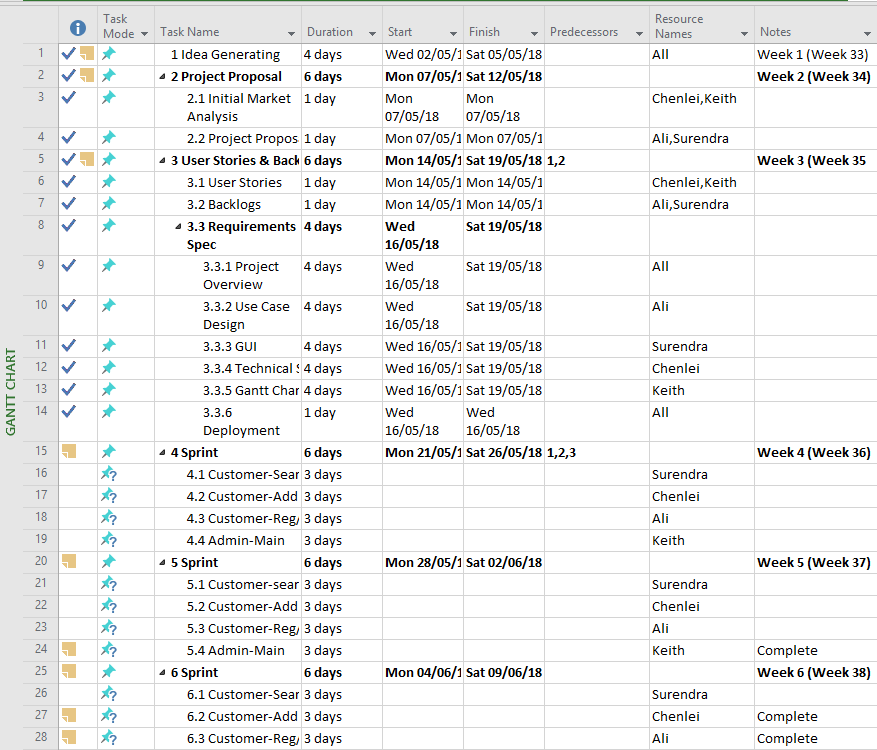 Task Mode Task Name Duration Start Finish Predecessors Resource Names Notes
GANTT CHART
1 1 Idea Generating 4 days Wed 02/05/1 Sat 05/05/18 All Week 1 (Week 33)
2 2 Project Proposal 6 days Mon 07/05/1 Sat 12/05/18 Week 2 (Week 34)
3 2.1 Initial Market Analysis 1 day Mon 07/05/18 Mon 07/05/18 Chenlei,Keith
4 2.2 Project Propos 1 day Mon 07/05/1 Mon 07/05/1 Ali,Surendra
5 3 User Stories & Back 6 days Mon 14/05/1 Sat 19/05/18 1,2 Week 3 (Week 35
6 3.1 User Stories 1 day Mon 14/05/1 Mon 14/05/1 Chenlei,Keith
7 3.2 Backlogs 1 day Mon 14/05/1 Mon 14/05/1 Ali,Surendra
8 3.3 Requirements Spec 4 days Wed 16/05/18 Sat 19/05/18
9 3.3.1 Project Overview 4 days Wed 16/05/18 Sat 19/05/18 All
10 3.3.2 Use Case Design 4 days Wed 16/05/18 Sat 19/05/18 Ali
11 3.3.3 GUI 4 days Wed 16/05/1 Sat 19/05/18 Surendra
12 3.3.4 Technical S 4 days Wed 16/05/1 Sat 19/05/18 Chenlei
13 3.3.5 Gantt Char 4 days Wed 16/05/1 Sat 19/05/18 Keith
14 3.3.6 Deployment 1 day Wed 16/05/18 Wed 16/05/18 All
15 4 Sprint 6 days Mon 21/05/1 Sat 26/05/18 1,2,3 Week 4 (Week 36)
16 4.1 Customer-Sear 3 days Surendra
17 4.2 Customer-Add 3 days Chenlei
18 4.3 Customer-Reg/ 3 days Ali
19 4.4 Admin-Main 3 days Keith
20 5 Sprint 6 days Mon 28/05/1 Sat 02/06/18 Week 5 (Week 37)
21 5.1 Customer-sear 3 days Surendra
22 5.2 Customer-Add 3 days Chenlei
23 5.3 Customer-Reg/ 3 days Ali
24 5.4 Admin-Main 3 days Keith Complete
25 6 Sprint 6 days Mon 04/06/1 Sat 09/06/18 Week 6 (Week 38)
26 6.1 Customer-Sear 3 days Surendra
27 6.2 Customer-Add 3 days Chenlei Complete
28 6.3 Customer-Reg/ 3 days Ali Complete